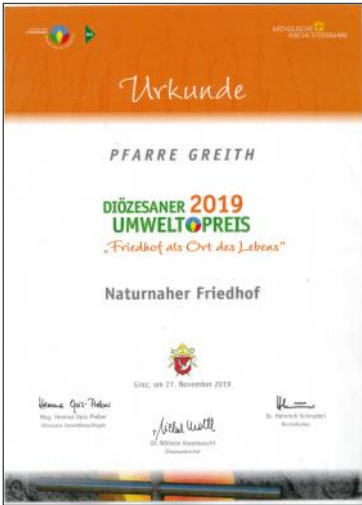 KATHOLISCHE
KIRCHE STEIERMARK
Urkunde
PFARRE GREITH
DIÖZESANER 2019
UMWELTPREIS
„Friedhof als Ort des Lebens"
Naturnaher Friedhof
Graz, am 27. November 2019
Mag. Hemma Opis-Pieber
Dr. Wilhelm Krautwaschl
Diözesanbischof
Dr. Heinrich Schnuderl